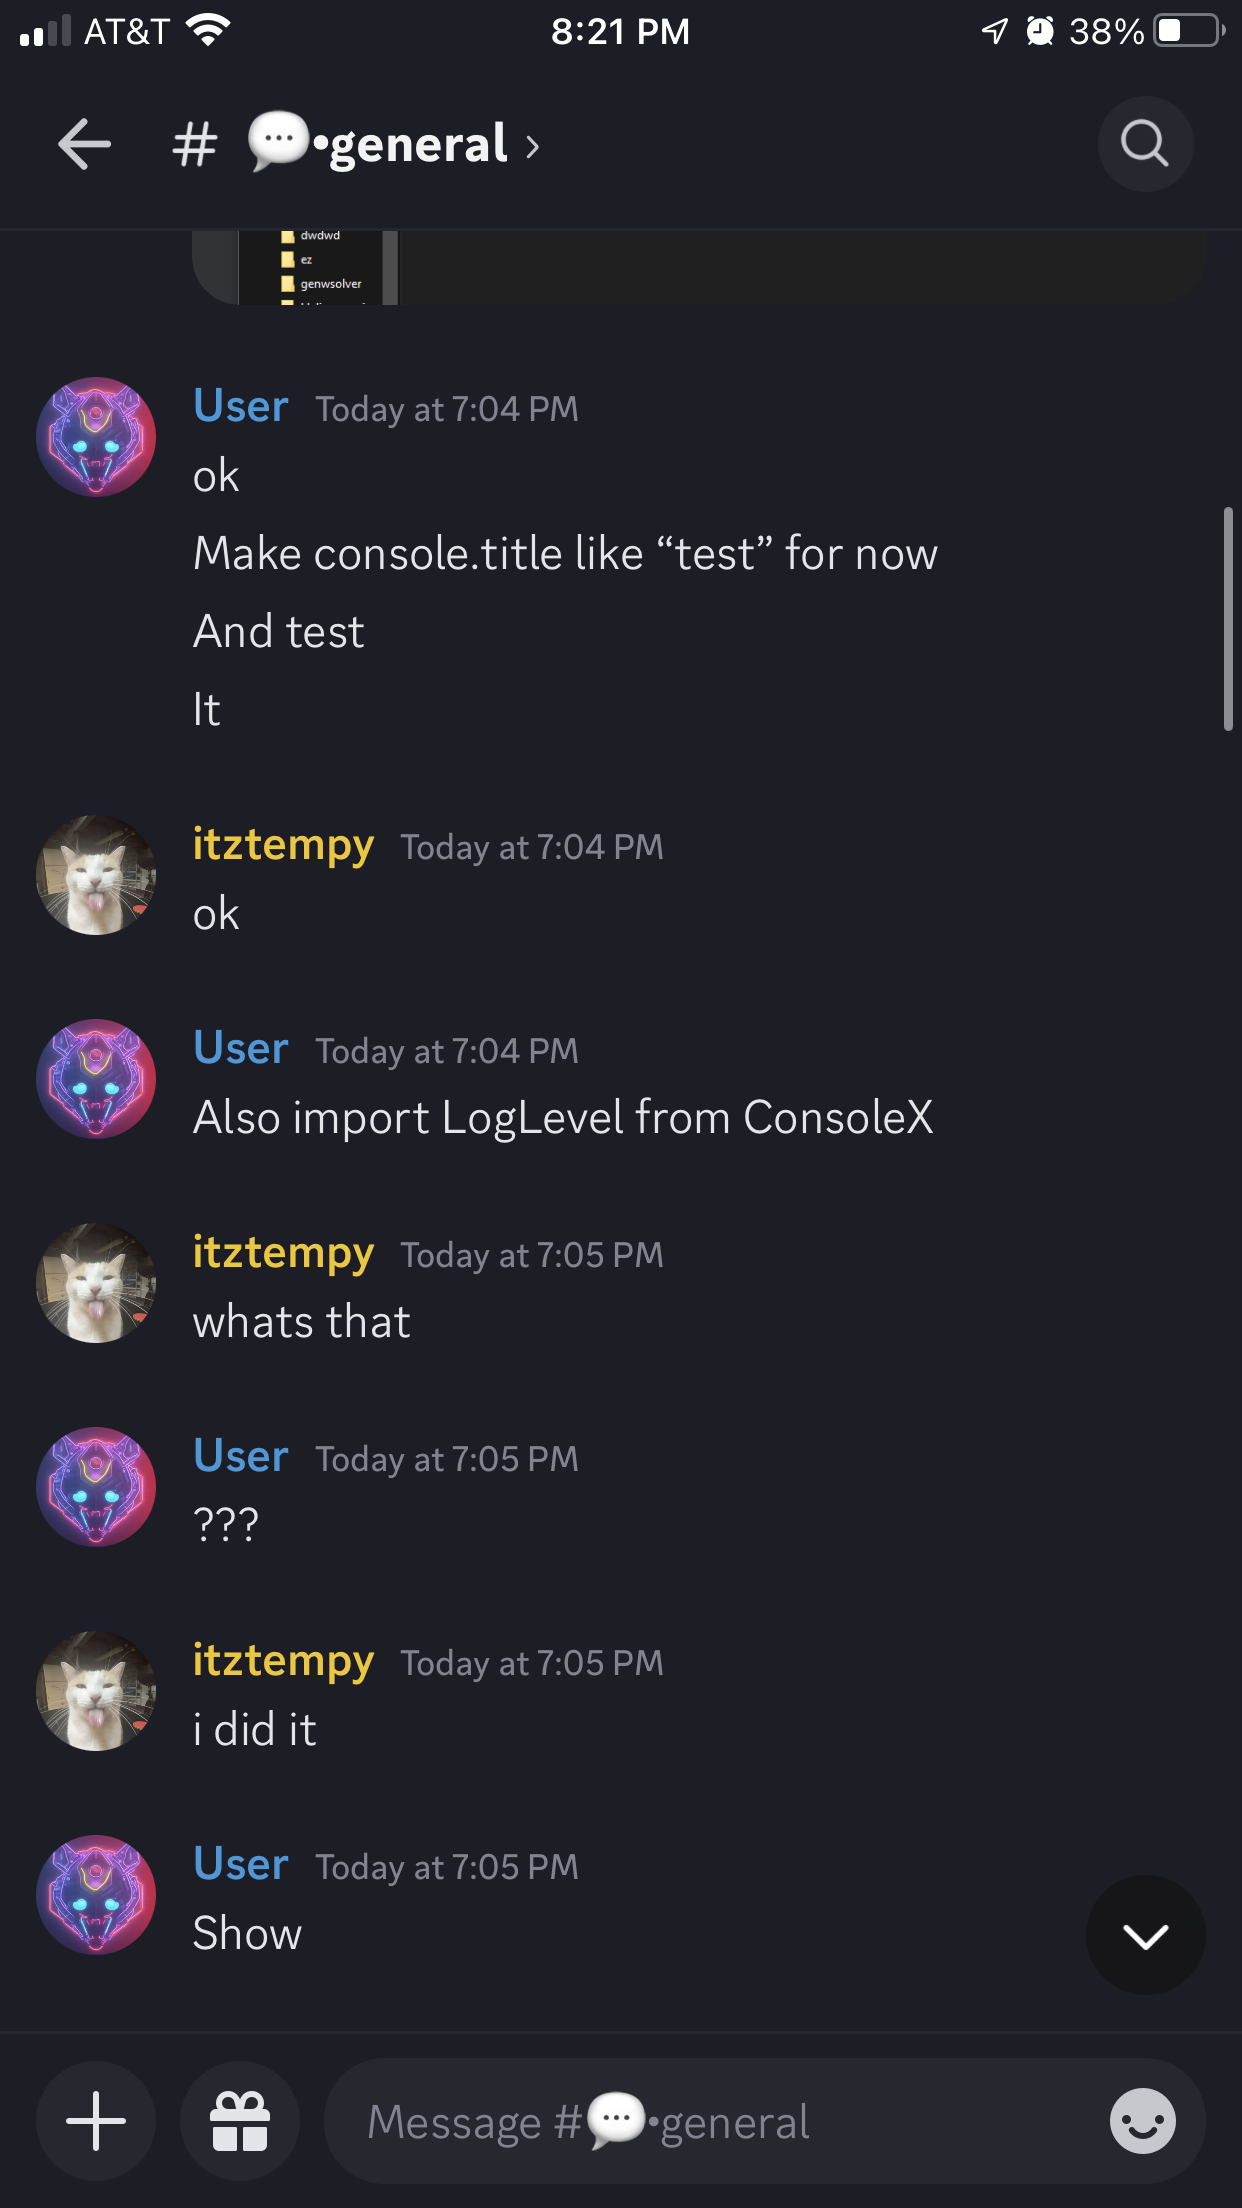 AT&T 8:21 PM 38%
# 💬•general ›
dwdwd
ez
genwsolver
User Today at 7:04 PM
ok
Make console.title like “test” for now
And test
It
itztempy Today at 7:04 PM
ok
User Today at 7:04 PM
Also import LogLevel from ConsoleX
itztempy Today at 7:05 PM
whats that
User Today at 7:05 PM
???
itztempy Today at 7:05 PM
i did it
User Today at 7:05 PM
Show
Message #💬•general